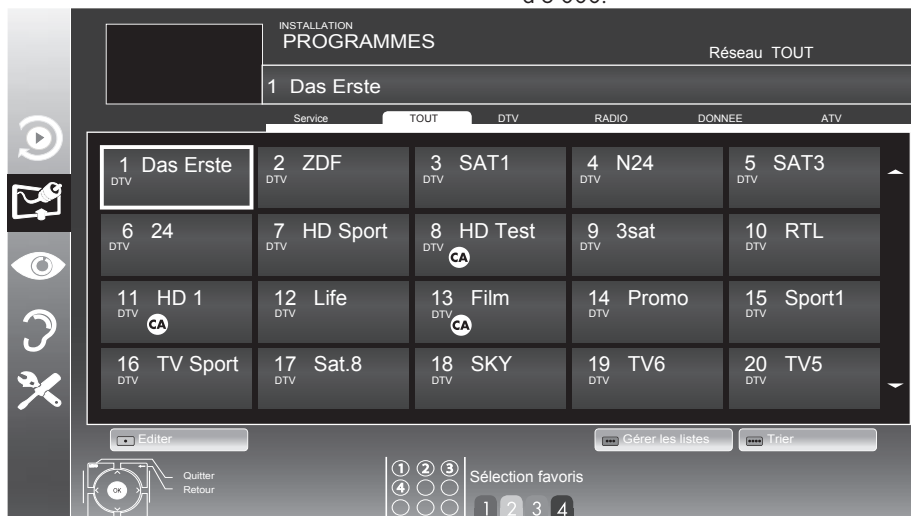 INSTALLATION
PROGRAMMES
Réseau TOUT
1 Das Erste
Service TOUT DTV RADIO DONNEE ATV
1 Das Erste
DTV
2 ZDF
DTV
3 SAT1
DTV
4 N24
DTV
5 SAT3
DTV
6 24
DTV
7 HD Sport
DTV
8 HD Test
DTV
CA
9 3sat
DTV
10 RTL
DTV
11 HD 1
DTV
CA
12 Life
DTV
13 Film
DTV
CA
14 Promo
DTV
15 Sport1
DTV
16 TV Sport
DTV
17 Sat.8
DTV
18 SKY
DTV
19 TV6
DTV
20 TV5
DTV
Editer
Gérer les listes
Trier
Quitter
Retour
OK
1 2 3
4
Sélection favoris
1 2 3 4